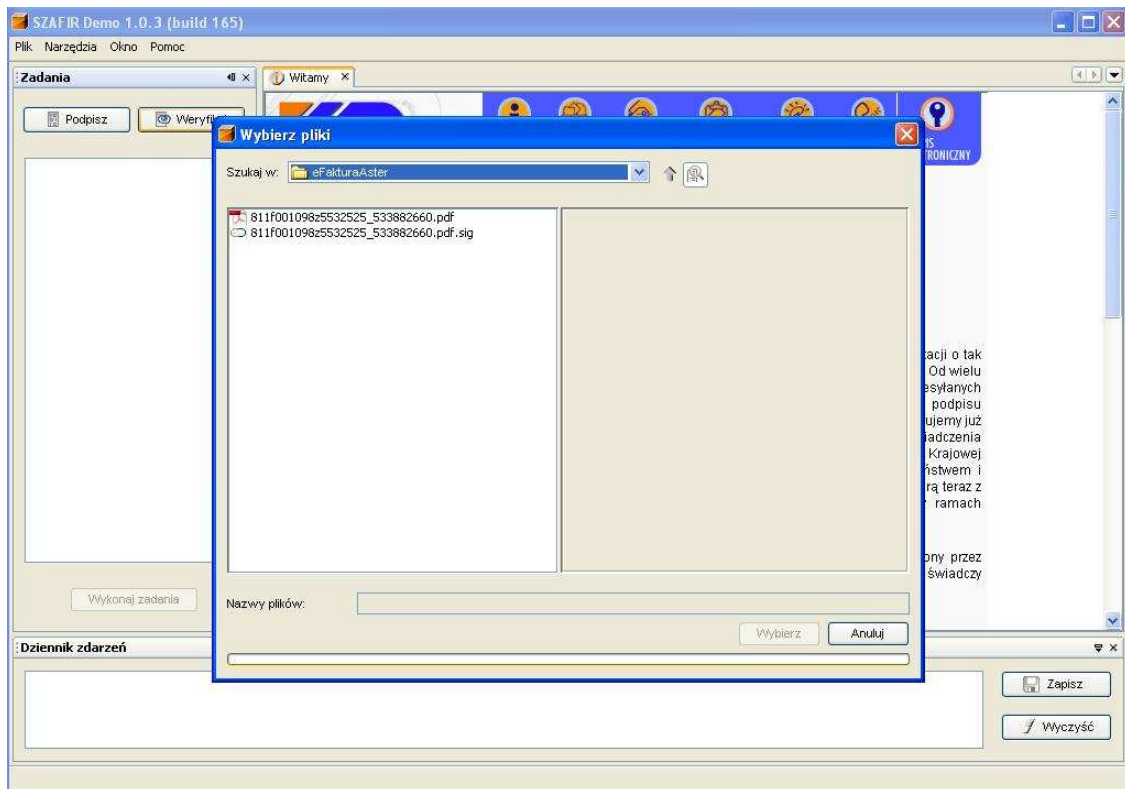 SZAFIR Demo 1.0.3 (build 165)
Plik Narzędzia Okno Pomoc
Zadania
Witamy
Podpisz
Weryfi
TRONICZNY
Wybierz pliki
Szukaj w:
eFakturaAster
811f001098z5532525_533882660.pdf
811f001098z5532525_533882660.pdf.sig
acji o tak
Od wielu
esyłanych
podpisu
ujemy już
iadczenia
Krajowej
ństwem i
rą teraz z
ramach
ony przez
świadczy
Wykonaj zadania
Nazwy plików:
Wybierz
Anuluj
Dziennik zdarzeń
Zapisz
Wyczyść